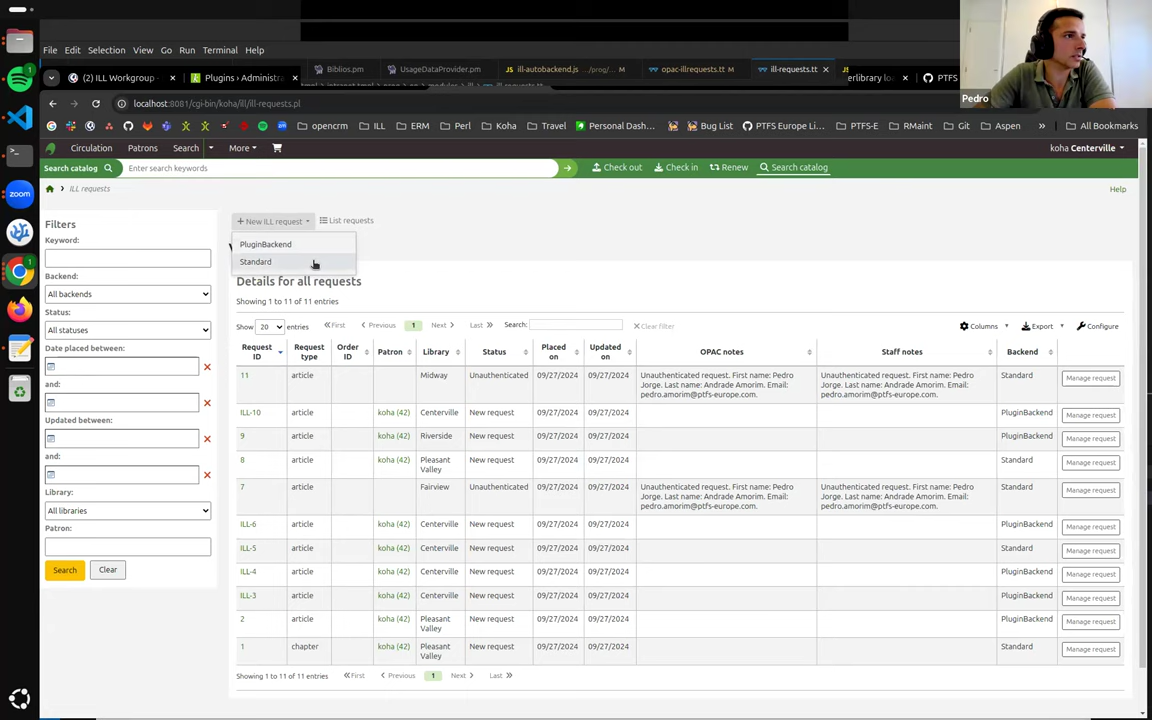 File Edit Selection View Go Run Terminal Help
(2) ILL Workgroup × Plugins › Administra × Biblios.pm UsageDataProvider.pm JS ill-autobackend.js .../prog/... M opac-illrequests.tt M ill-requests.tt × erlibrary loa × PTFS
localhost:8081/cgi-bin/koha/ill/ill-requests.pl
Pedro
opencrm ILL ERM Perl Koha Travel Personal Dash... Bug List PTFS Europe Li... PTFS-E RMaint Git Aspen » All Bookmarks
Circulation Patrons Search More koha Centerville
Search catalog Enter search keywords Check out Check in Renew Search catalog
ILL requests Help
Filters
Keyword:
Backend:
All backends
Status:
All statuses
Date placed between:
and:
Updated between:
and:
Library:
All libraries
Patron:
Search Clear
+ New ILL request List requests
PluginBackend
Standard
Details for all requests
Showing 1 to 11 of 11 entries
Show 20 entries First Previous 1 Next Last Search: Clear filter Columns Export Configure
Request ID Request type Order ID Patron Library Status Placed on Updated on OPAC notes Staff notes Backend
11 article Midway Unauthenticated 09/27/2024 09/27/2024 Unauthenticated request. First name: Pedro Jorge. Last name: Andrade Amorim. Email: pedro.amorim@ptfs-europe.com. Unauthenticated request. First name: Pedro Jorge. Last name: Andrade Amorim. Email: pedro.amorim@ptfs-europe.com. Standard Manage request
ILL-10 article koha (42) Centerville New request 09/27/2024 09/27/2024 PluginBackend Manage request
9 article koha (42) Riverside New request 09/27/2024 09/27/2024 PluginBackend Manage request
8 article koha (42) Pleasant Valley New request 09/27/2024 09/27/2024 Standard Manage request
7 article Fairview Unauthenticated 09/27/2024 09/27/2024 Unauthenticated request. First name: Pedro Jorge. Last name: Andrade Amorim. Email: pedro.amorim@ptfs-europe.com. Unauthenticated request. First name: Pedro Jorge. Last name: Andrade Amorim. Email: pedro.amorim@ptfs-europe.com. Standard Manage request
ILL-6 article koha (42) Centerville New request 09/27/2024 09/27/2024 PluginBackend Manage request
ILL-5 article koha (42) Centerville New request 09/27/2024 09/27/2024 Standard Manage request
ILL-4 article koha (42) Centerville New request 09/27/2024 09/27/2024 PluginBackend Manage request
ILL-3 article koha (42) Centerville New request 09/27/2024 09/27/2024 PluginBackend Manage request
2 article koha (42) Pleasant Valley New request 09/27/2024 09/27/2024 PluginBackend Manage request
1 chapter koha (42) Pleasant Valley New request 09/27/2024 09/27/2024 Standard Manage request
Showing 1 to 11 of 11 entries First Previous 1 Next Last
zoom